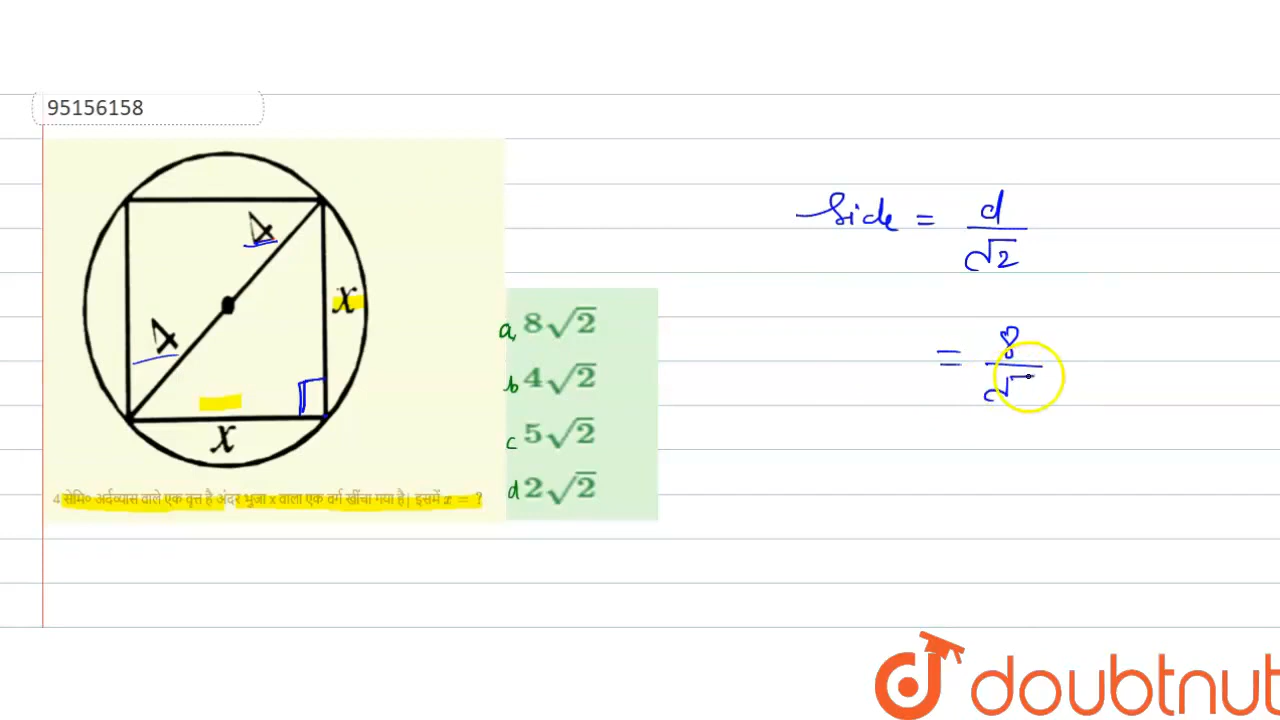 95156158
4
4
x
x
4 सेमि० अर्दव्यास वाले एक वृत्त है अंदर भुजा x वाला एक वर्ग खींचा गया है| इसमें x = ?
a, 8√2
b 4√2
c 5√2
d 2√2
Side = d/√2
= 8/√
doubtnut